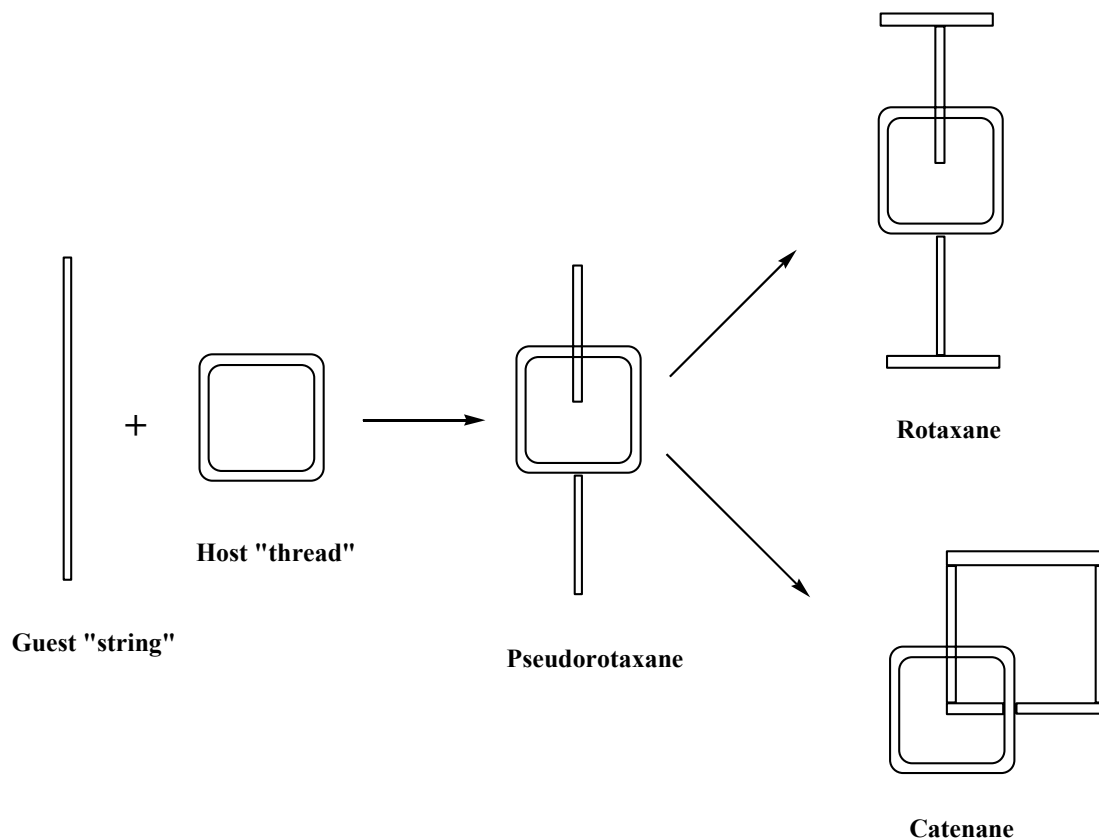 Rotaxane
+
Host "thread"
Guest "string"
Pseudorotaxane
Catenane